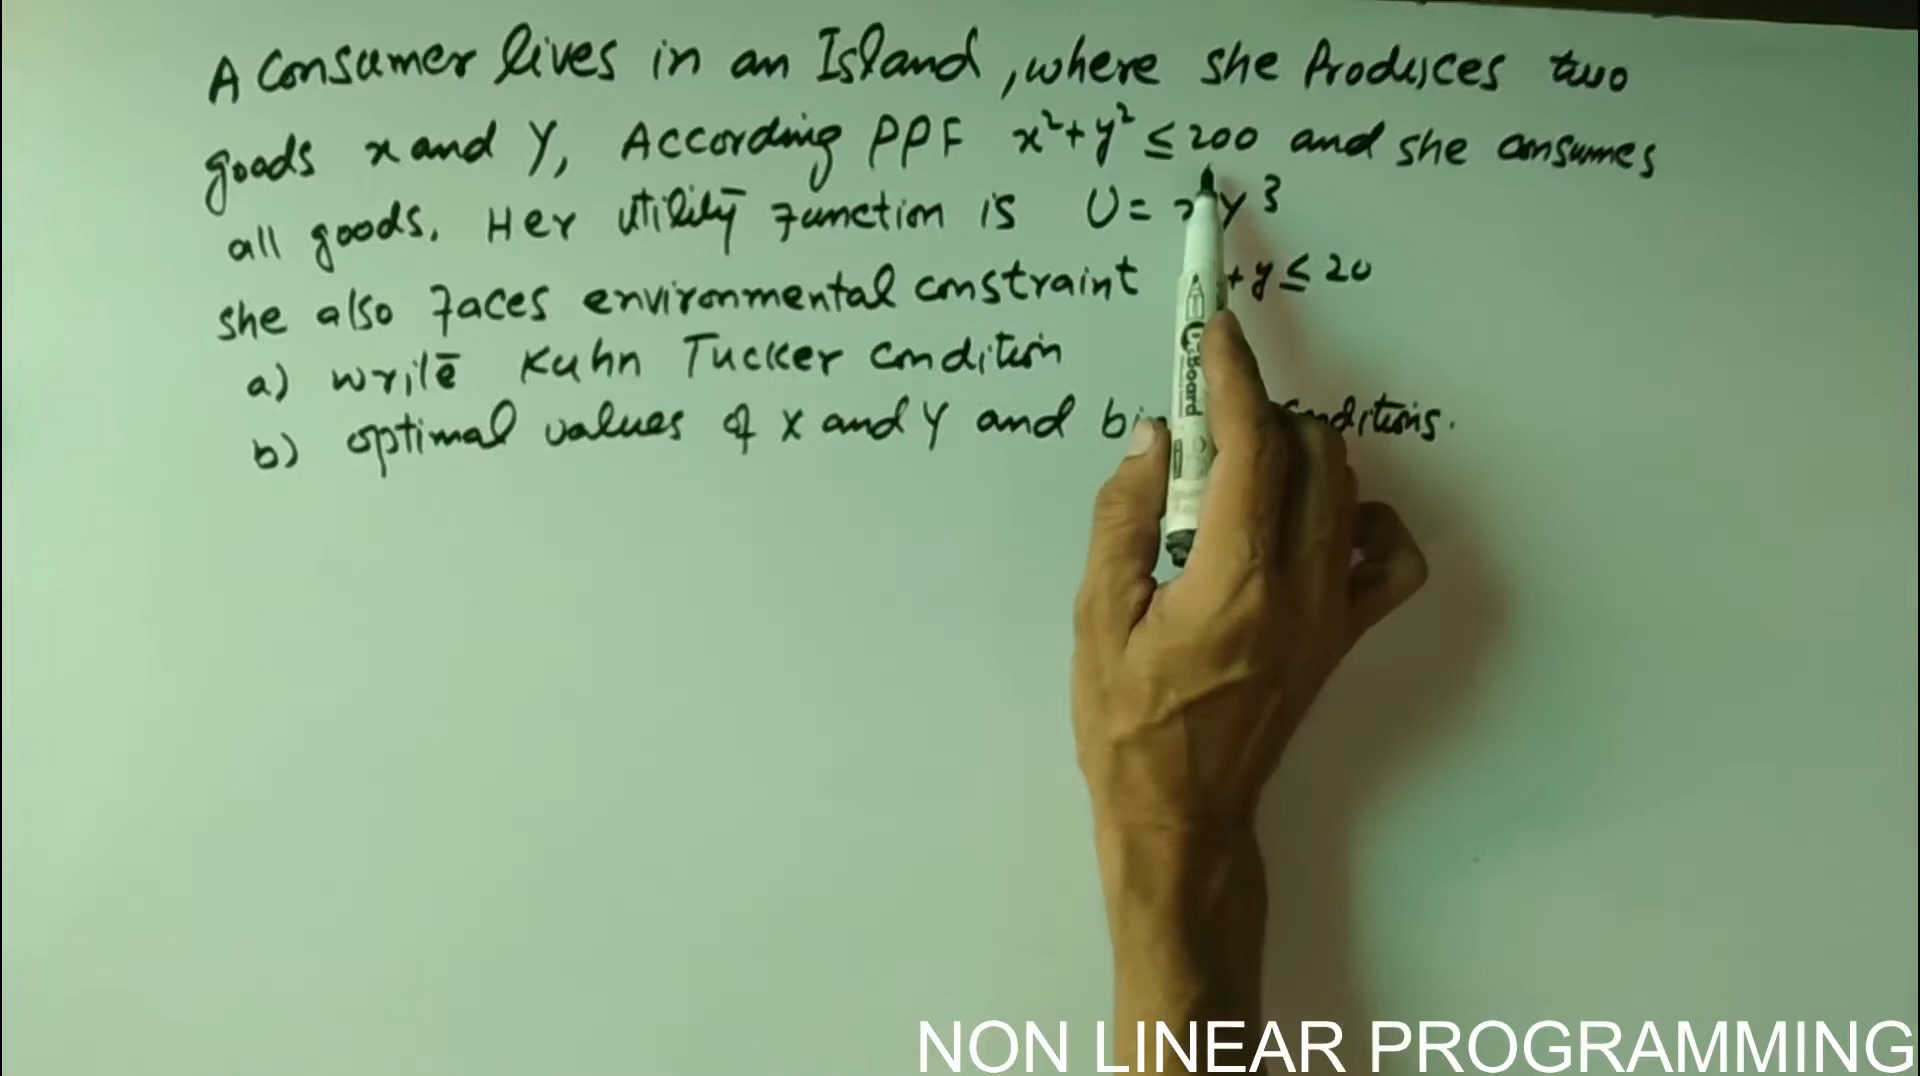 A Consumer lives in an Island, where she Produces two
goods x and Y, According PPF x²+y² ≤ 200 and she consumes
all goods. Her utility Function is U = y³
she also Faces environmental constraint +y ≤ 20
a) write Kuhn Tucker condition
b) optimal values of X and Y and
NON LINEAR PROGRAMMING